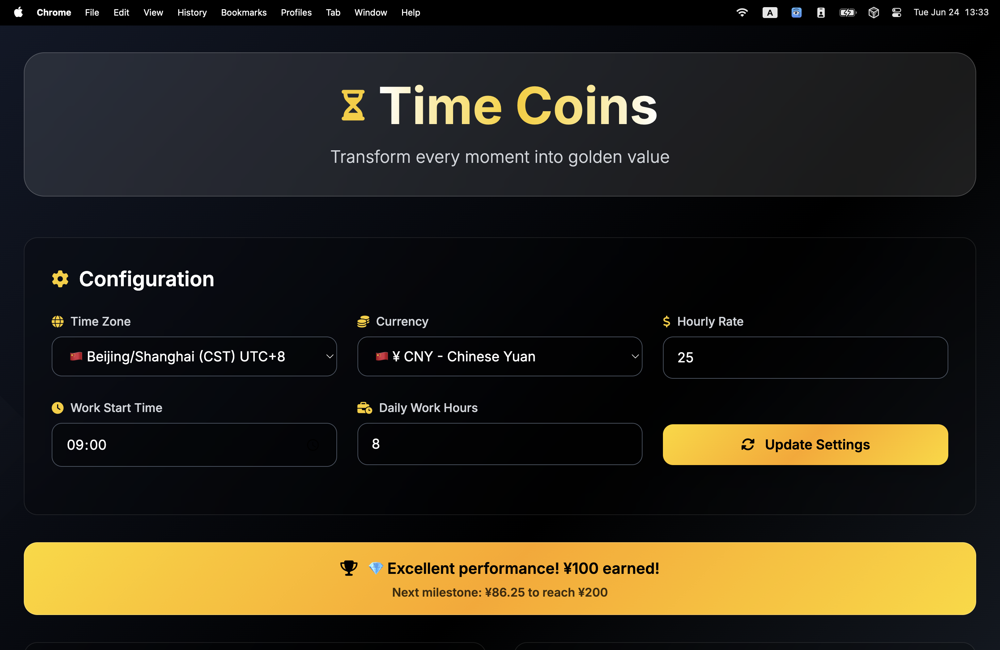 Chrome File Edit View History Bookmarks Profiles Tab Window Help A Tue Jun 24 13:33
Time Coins
Transform every moment into golden value
Configuration
Time Zone
🇨🇳 Beijing/Shanghai (CST) UTC+8
Currency
🇨🇳 ¥ CNY - Chinese Yuan
$ Hourly Rate
25
Work Start Time
09:00
Daily Work Hours
8
Update Settings
💎 Excellent performance! ¥100 earned!
Next milestone: ¥86.25 to reach ¥200